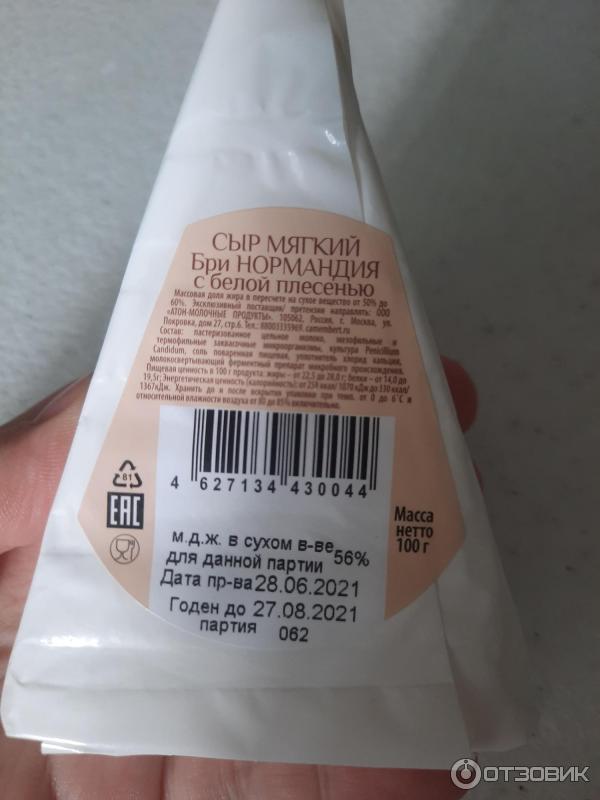 СЫР МЯГКИЙ
Бри НОРМАНДИЯ
с белой плесенью
Массовая доля жира в пересчете на сухое вещество от 50% до
60%. Эксклюзивный поставщик/ претензии направлять: ООО
«АТОН-МОЛОЧНЫЕ ПРОДУКТЫ». 105062, Россия, г. Москва, ул.
Покровка, дом 27, стр.6. Тел.: 88003335969. camembert.ru.
Состав: пастеризованное цельное молоко, мезофильные и
термофильные заквасочные микроорганизмы, культура Penicillium
Candidum, соль поваренная пищевая, уплотнитель хлорид кальция,
молокосвертывающий ферментный препарат микробного происхождения.
Пищевая ценность в 100 г продукта: жиры – от 22,5 до 28,0 г; белки – от 14,0 до
19,5г; Энергетическая ценность (калорийность): от 259 ккал/ 1070 кДж до 330 ккал/
1367кДж. Хранить до и после вскрытия упаковки при темп. от 0 до 6˚С и
относительной влажности воздуха от 80 до 85% включительно.
4 627134 430044
81
EAC
Масса
нетто
100 г
м.д.ж. в сухом в-ве
для данной партии 56%
Дата пр-ва 28.06.2021
Годен до 27.08.2021
партия 062
ОТЗОВИК